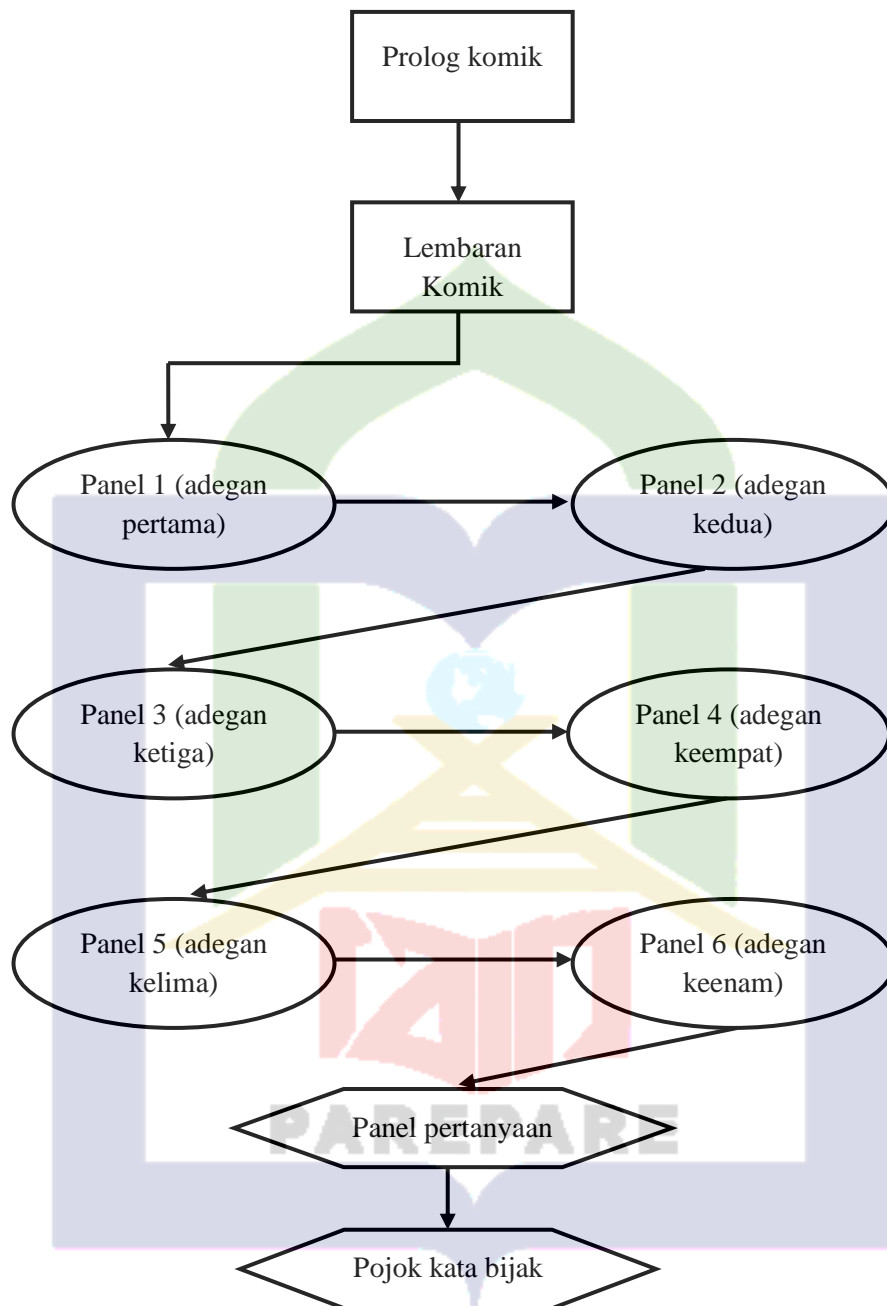 Prolog komik
Lembaran
Komik
Panel 1 (adegan
pertama)
Panel 2 (adegan
kedua)
Panel 3 (adegan
ketiga)
Panel 4 (adegan
keempat)
Panel 5 (adegan
kelima)
Panel 6 (adegan
keenam)
Panel pertanyaan
PAREPARE
Pojok kata bijak